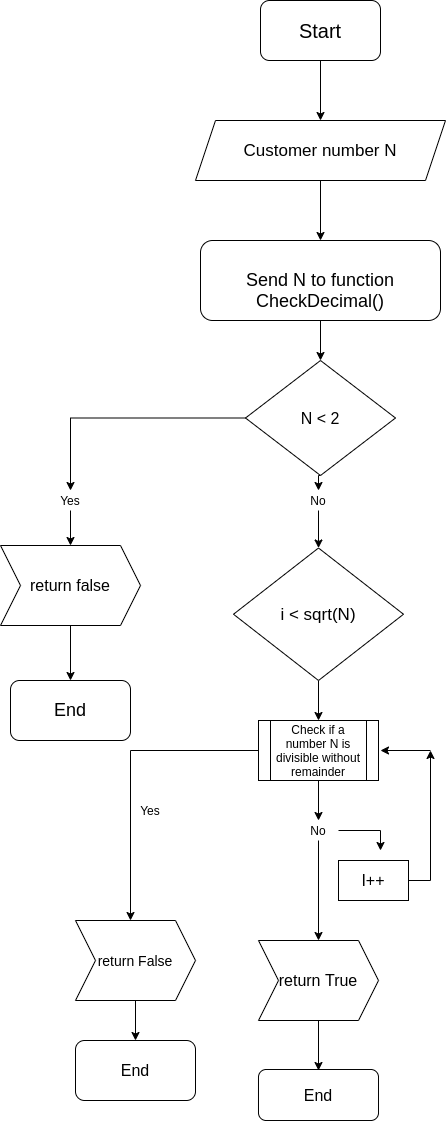 Start
Customer number N
Send N to function
CheckDecimal()
N < 2
Yes
No
return false
i < sqrt(N)
End
Check if a
number N is
divisible without
remainder
Yes
No
I++
return False
return True
End
End